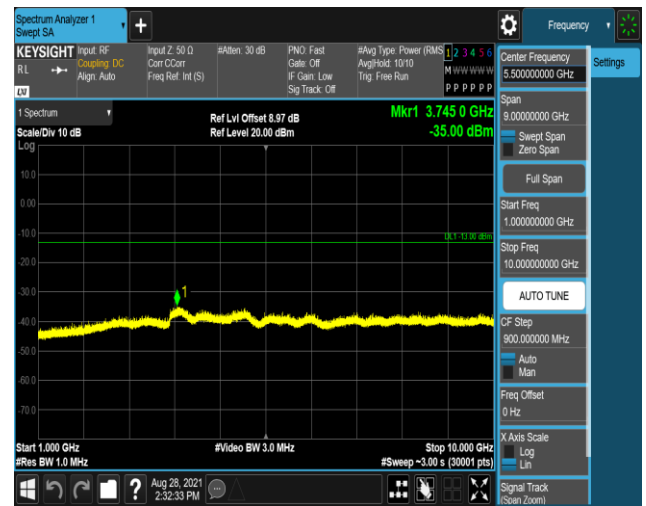 Spectrum Analyzer 1
Swept SA
+
Frequency
KEYSIGHT
R L
LXI
Input: RF
Coupling: DC
Align: Auto
Input Z: 50 Ω
Corr CCorr
Freq Ref: Int (S)
#Atten: 30 dB
PNO: Fast
Gate: Off
IF Gain: Low
Sig Track: Off
#Avg Type: Power (RMS
Avg|Hold: 10/10
Trig: Free Run
1 2 3 4 5 6
M W W W W W
P P P P P P
Center Frequency
5.500000000 GHz
Settings
Span
9.00000000 GHz
Swept Span
Zero Span
Full Span
Start Freq
1.000000000 GHz
Stop Freq
10.000000000 GHz
AUTO TUNE
CF Step
900.000000 MHz
Auto
Man
Freq Offset
0 Hz
X Axis Scale
Log
Lin
Signal Track
(Span Zoom)
1 Spectrum
Scale/Div 10 dB
Log
Ref Lvl Offset 8.97 dB
Ref Level 20.00 dBm
Mkr1 3.745 0 GHz
-35.00 dBm
10.0
0.00
-10.0
-20.0
-30.0
-40.0
-50.0
-60.0
-70.0
DL1 -13.00 dBm
1
Start 1.000 GHz
#Res BW 1.0 MHz
#Video BW 3.0 MHz
Stop 10.000 GHz
#Sweep ~3.00 s (30001 pts)
?
Aug 28, 2021
2:32:33 PM